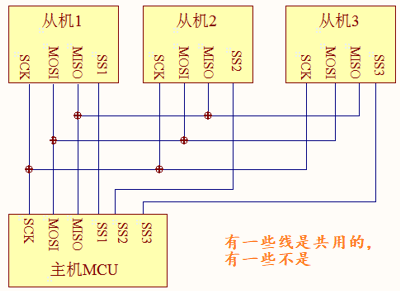 从机1
从机2
从机3
SCK
MOSI
MISO
SS1
SCK
MOSI
MISO
SS2
SCK
MOSI
MISO
SS3
SCK
MOSI
MISO
SS1
SS2
SS3
主机MCU
有一些线是共用的，
有一些不是